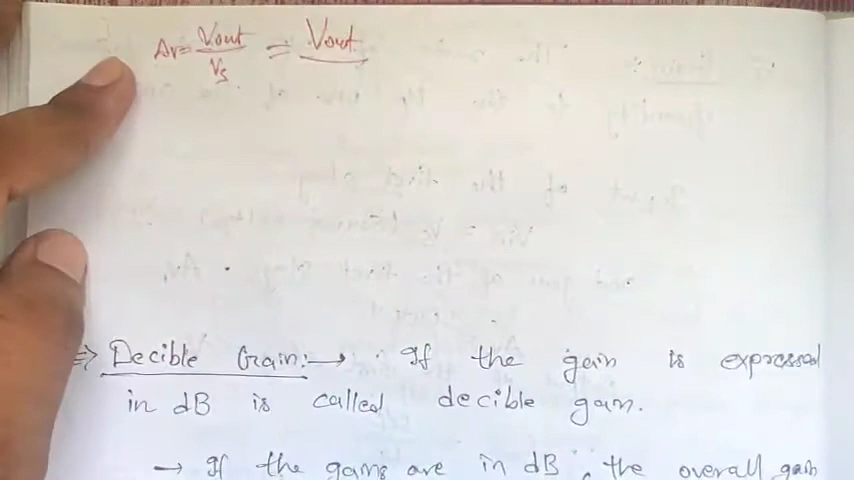 Av = Vout/Vs = Vout
⇒ Decible Gain:→ If the gain is expressed
in dB is called decible gain.
→ If the gains are in dB, the overall gain